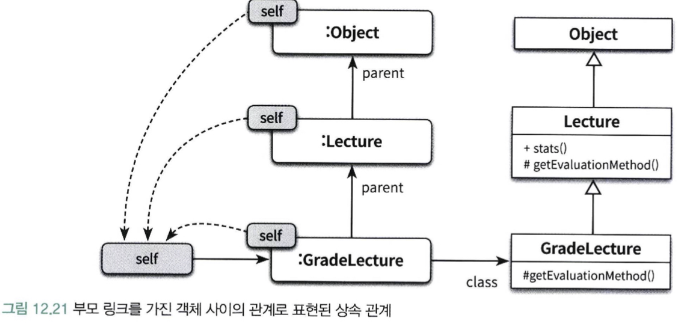 self
:Object
parent
self
:Lecture
parent
self
:GradeLecture
self
class
Object
Lecture
+ stats()
# getEvaluationMethod()
GradeLecture
#getEvaluationMethod()
그림 12.21 부모 링크를 가진 객체 사이의 관계로 표현된 상속 관계